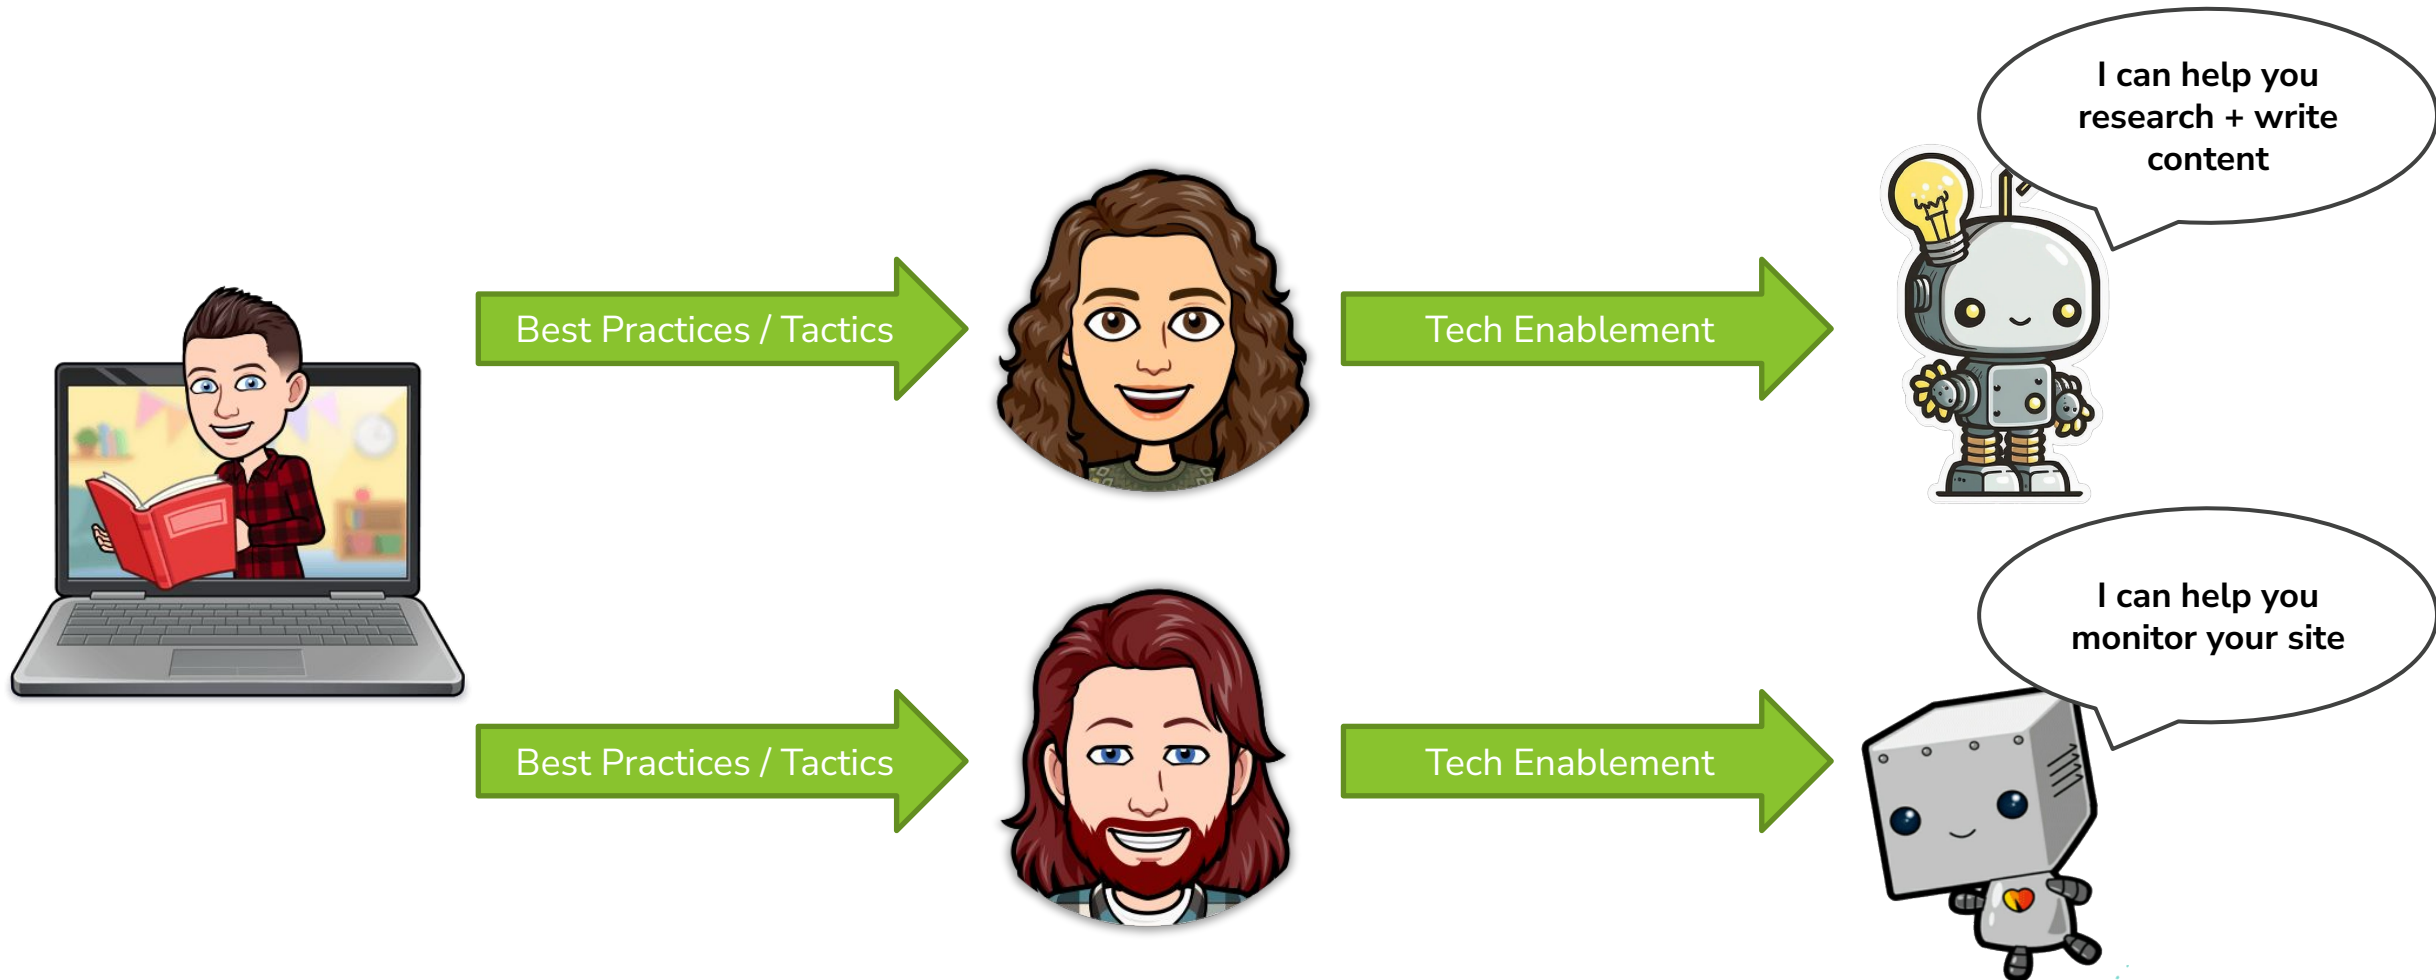 I can help you
research + write
content
Best Practices / Tactics
Tech Enablement
I can help you
monitor your site
Best Practices / Tactics
Tech Enablement